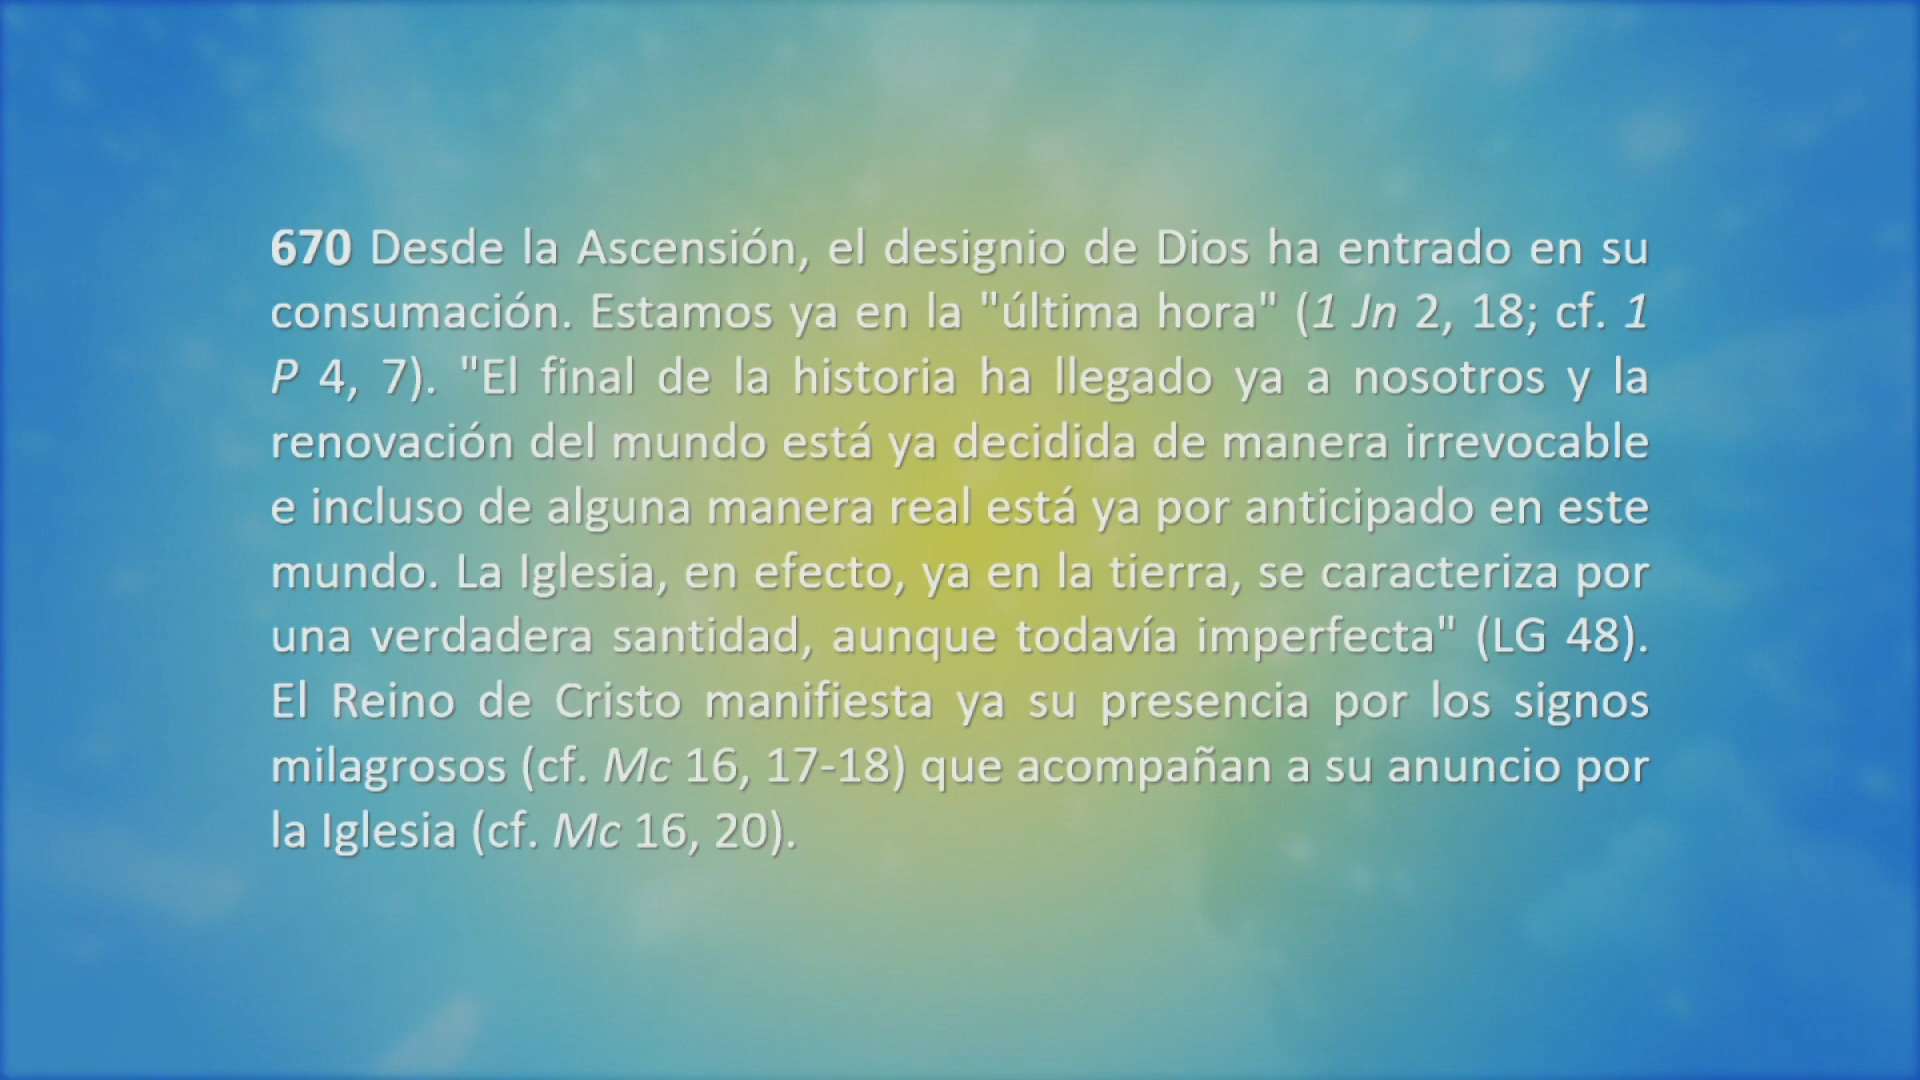 670 Desde la Ascensión, el designio de Dios ha entrado en su
consumación. Estamos ya en la "última hora" (1 Jn 2, 18; cf. 1
P 4, 7). "El final de la historia ha llegado ya a nosotros y la
renovación del mundo está ya decidida de manera irrevocable
e incluso de alguna manera real está ya por anticipado en este
mundo. La Iglesia, en efecto, ya en la tierra, se caracteriza por
una verdadera santidad, aunque todavía imperfecta" (LG 48).
El Reino de Cristo manifiesta ya su presencia por los signos
milagrosos (cf. Mc 16, 17-18) que acompañan a su anuncio por
la Iglesia (cf. Mc 16, 20).